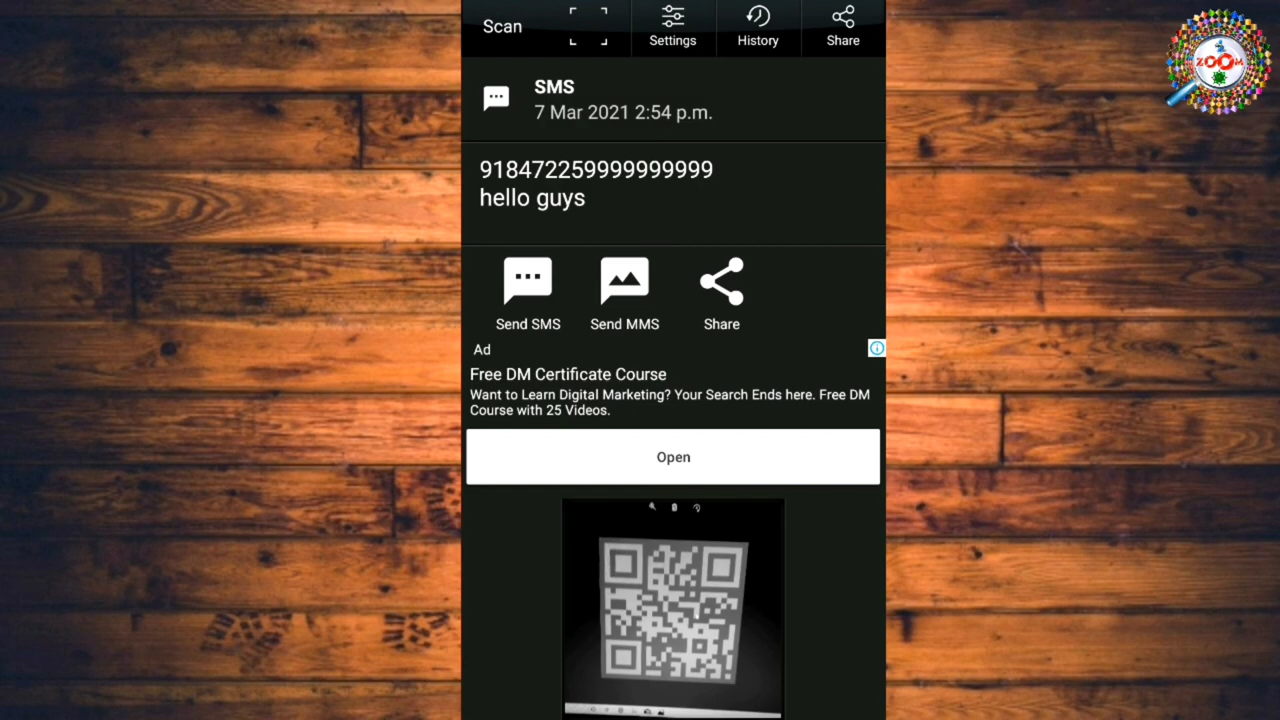 Scan
Settings
History
Share
ZOOM
SMS
7 Mar 2021 2:54 p.m.
918472259999999999
hello guys
Send SMS
Send MMS
Share
Ad
Free DM Certificate Course
Want to Learn Digital Marketing? Your Search Ends here. Free DM
Course with 25 Videos.
Open